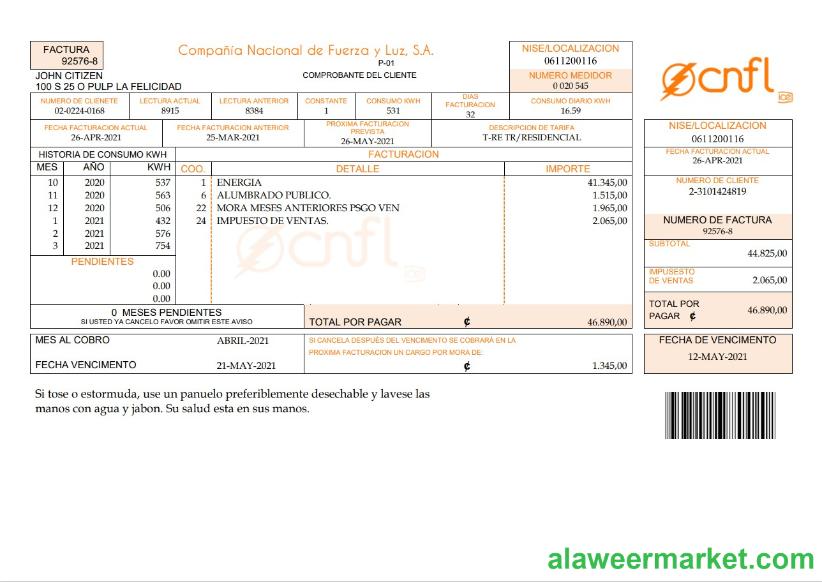 FACTURA
92576-8
Compañía Nacional de Fuerza y Luz, S.A.
P-01
COMPROBANTE DEL CLIENTE
NISE/LOCALIZACION
0611200116
NUMERO MEDIDOR
0 020 545
JOHN CITIZEN
100 S 25 O PULP LA FELICIDAD
NUMERO DE CLIENETE LECTURA ACTUAL LECTURA ANTERIOR CONSTANTE CONSUMO KWH DIAS FACTURACION CONSUMO DIARIO KWH
02-0224-0168 8915 8384 1 531 32 16.59
FECHA FACTURACION ACTUAL FECHA FACTURACION ANTERIOR PROXIMA FACTURACION PREVISTA DESCRIPCION DE TARIFA
26-APR-2021 25-MAR-2021 26-MAY-2021 T-RE TR/RESIDENCIAL
HISTORIA DE CONSUMO KWH FACTURACION
MES AÑO KWH COO. DETALLE IMPORTE
10 2020 537 1 ENERGIA 41.345,00
11 2020 563 6 ALUMBRADO PUBLICO. 1.515,00
12 2020 506 22 MORA MESES ANTERIORES PSGO VEN 1.965,00
1 2021 432 24 IMPUESTO DE VENTAS. 2.065,00
2 2021 576
3 2021 754
cnfl
PENDIENTES
0.00
0.00
0.00
0 MESES PENDIENTES
SI USTED YA CANCELO FAVOR OMITIR ESTE AVISO
TOTAL POR PAGAR ¢ 46.890,00
MES AL COBRO ABRIL-2021
FECHA VENCIMIENTO 21-MAY-2021
SI CANCELA DESPUÉS DEL VENCIMIENTO SE COBRARÁ EN LA
PROXIMA FACTURACION UN CARGO POR MORA DE:
¢ 1.345,00
Si tose o estormuda, use un panuelo preferiblemente desechable y lavese las
manos con agua y jabon. Su salud esta en sus manos.
cnfl
NISE/LOCALIZACION
0611200116
FECHA FACTURACION ACTUAL
26-APR-2021
NUMERO DE CLIENTE
2-3101424819
NUMERO DE FACTURA
92576-8
SUBTOTAL
44.825,00
IMPUSESTO
DE VENTAS 2.065,00
TOTAL POR
PAGAR ¢ 46.890,00
FECHA DE VENCIMIENTO
12-MAY-2021
alaweermarket.com